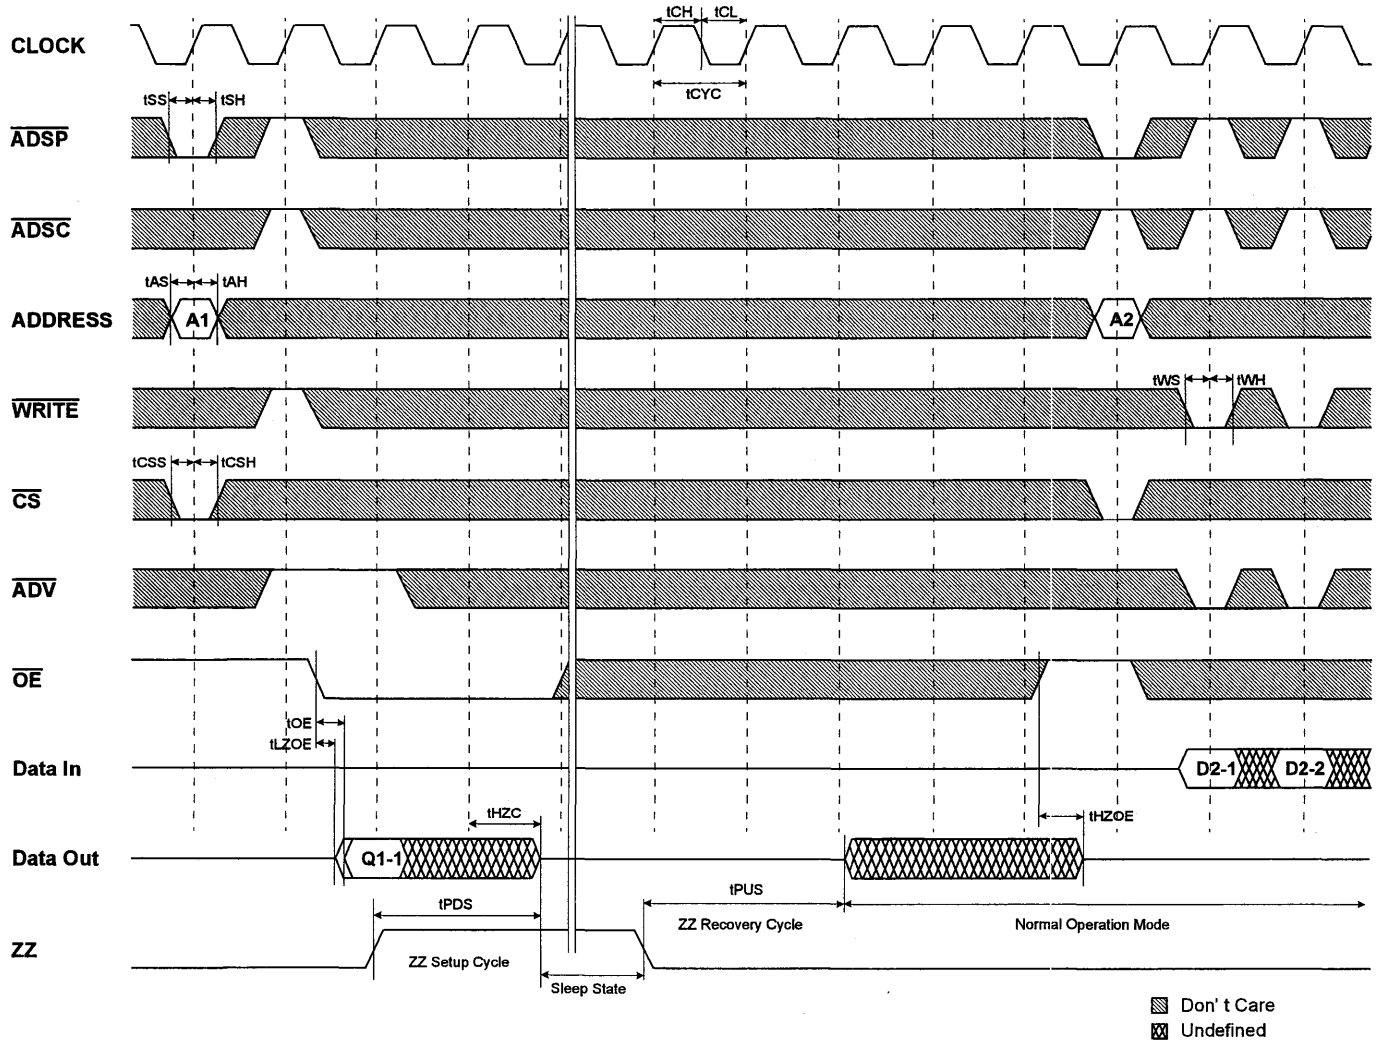 tCH tCL
CLOCK
tCYC
tSS tSH
ADSP
ADSC
tAS tAH
ADDRESS A1 A2
tWS tWH
WRITE
tCSS tCSH
CS
ADV
OE
tOE
tLZOE
Data In D2-1 D2-2
tHZC tHZOE
Data Out Q1-1
tPDS tPUS
ZZ Recovery Cycle Normal Operation Mode
ZZ
ZZ Setup Cycle
Sleep State
Don' t Care
Undefined